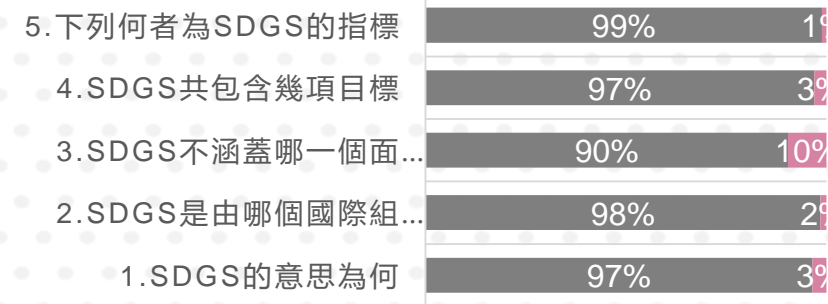 5.下列何者為SDGS的指標 99% 1%
4.SDGS共包含幾項目標 97% 3%
3.SDGS不涵蓋哪一個面... 90% 10%
2.SDGS是由哪個國際組... 98% 2%
1.SDGS的意思為何 97% 3%